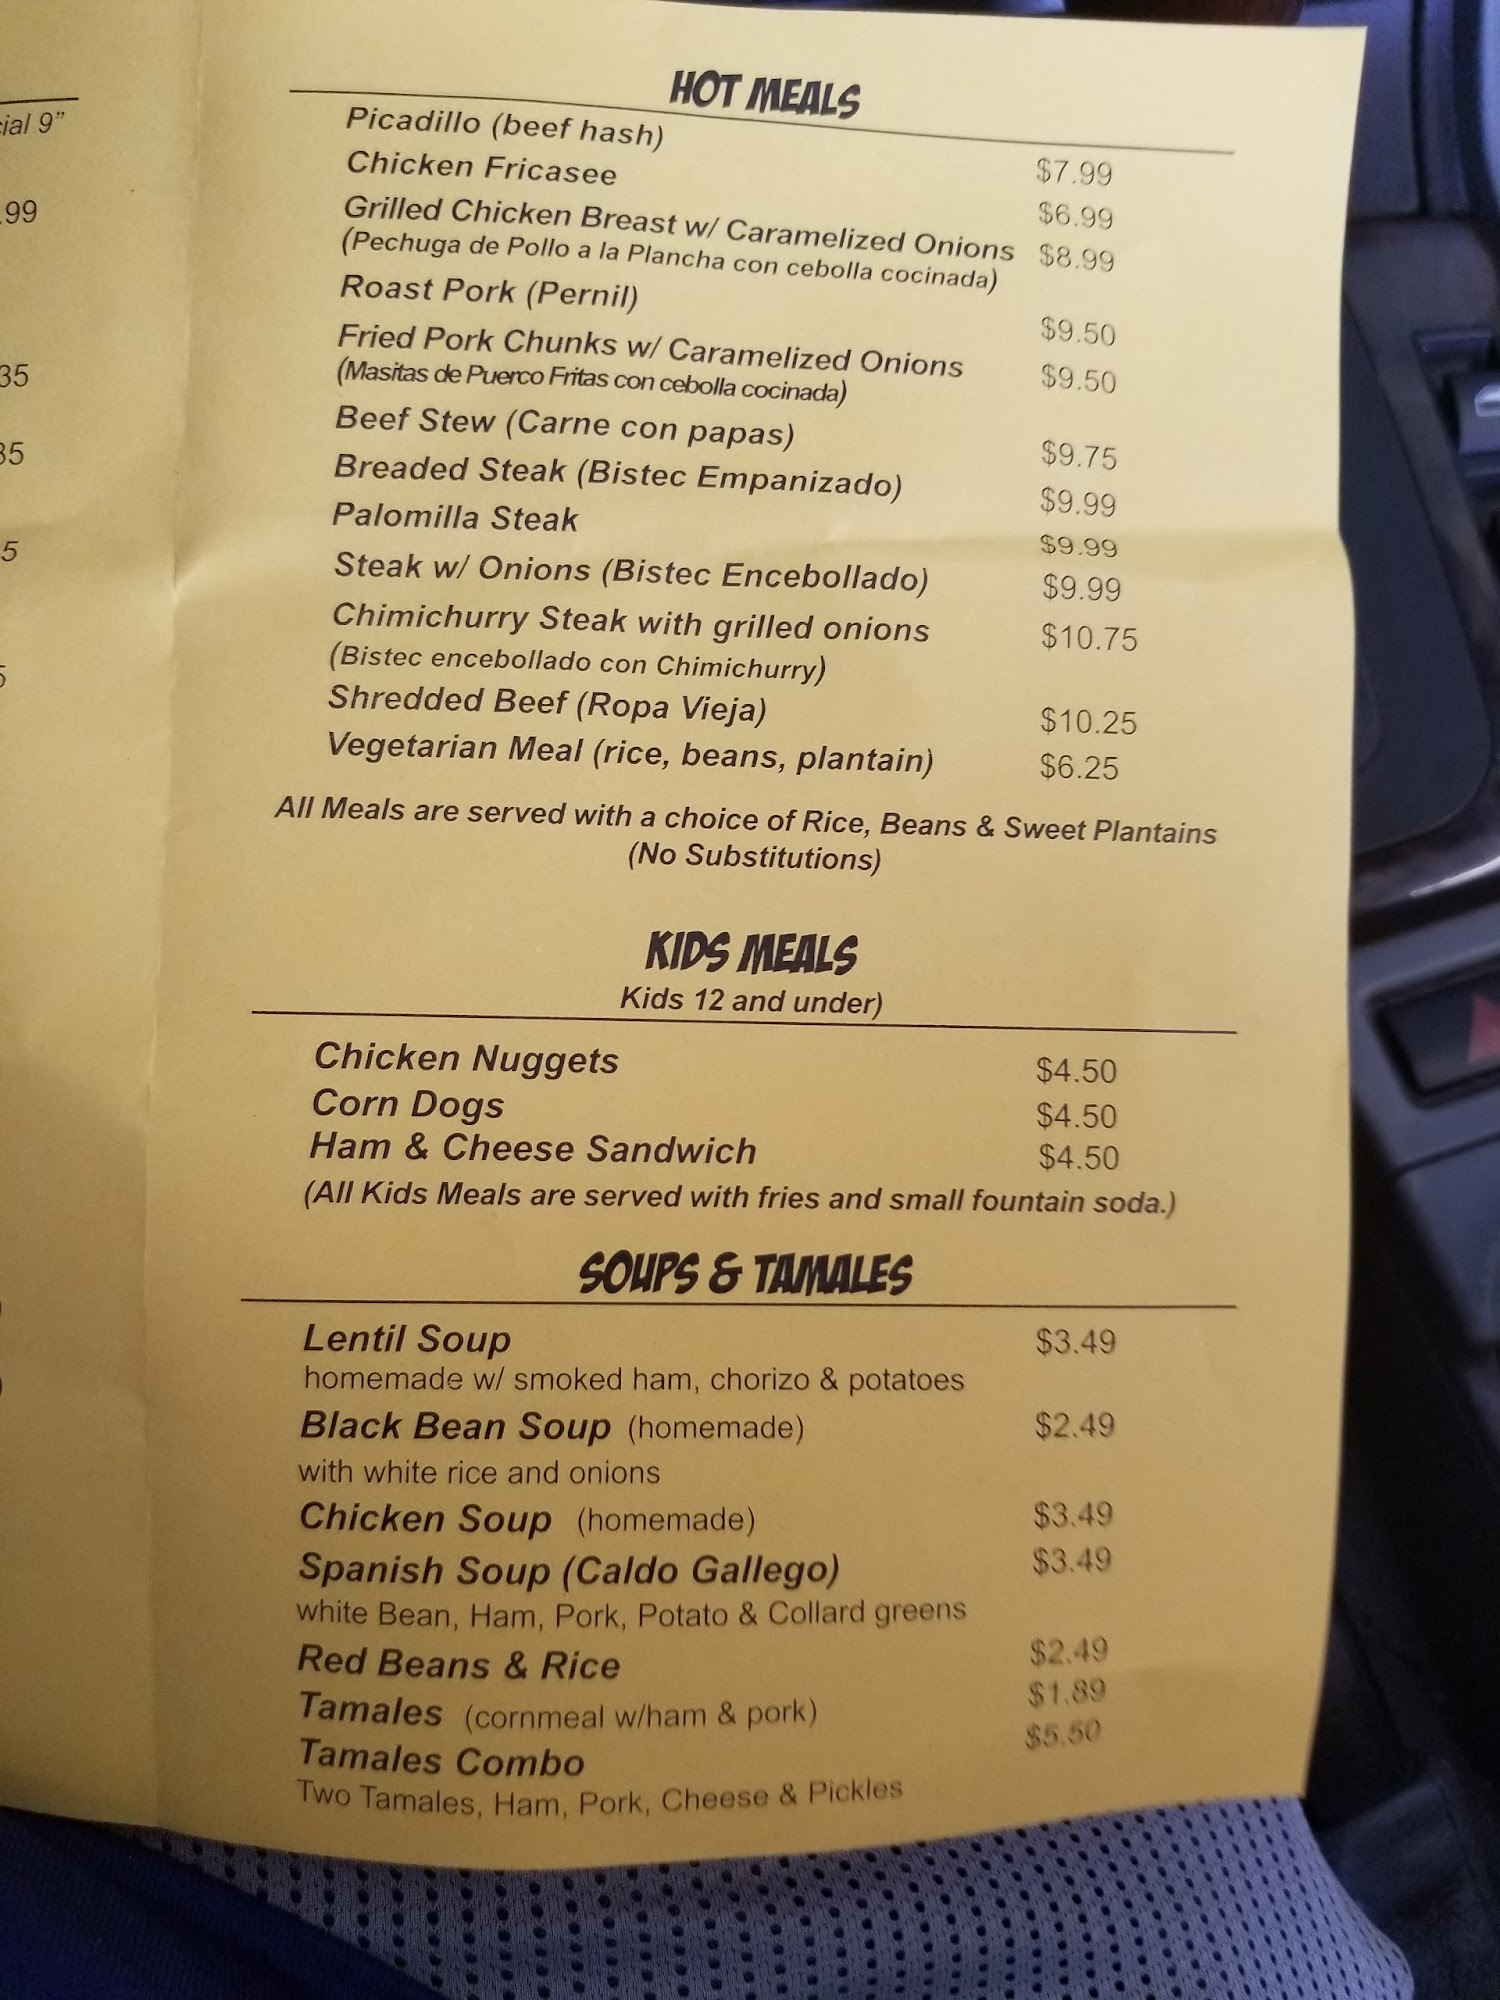 ial 9"
.99
35
35
5
5
HOT MEALS
Picadillo (beef hash) $7.99
Chicken Fricasee $6.99
Grilled Chicken Breast w/ Caramelized Onions $8.99
(Pechuga de Pollo a la Plancha con cebolla cocinada)
Roast Pork (Pernil) $9.50
Fried Pork Chunks w/ Caramelized Onions $9.50
(Masitas de Puerco Fritas con cebolla cocinada)
Beef Stew (Carne con papas) $9.75
Breaded Steak (Bistec Empanizado) $9.99
Palomilla Steak $9.99
Steak w/ Onions (Bistec Encebollado) $9.99
Chimichurry Steak with grilled onions $10.75
(Bistec encebollado con Chimichurry)
Shredded Beef (Ropa Vieja) $10.25
Vegetarian Meal (rice, beans, plantain) $6.25
All Meals are served with a choice of Rice, Beans & Sweet Plantains
(No Substitutions)
KIDS MEALS
Kids 12 and under)
Chicken Nuggets $4.50
Corn Dogs $4.50
Ham & Cheese Sandwich $4.50
(All Kids Meals are served with fries and small fountain soda.)
SOUPS & TAMALES
Lentil Soup $3.49
homemade w/ smoked ham, chorizo & potatoes
Black Bean Soup (homemade) $2.49
with white rice and onions
Chicken Soup (homemade) $3.49
Spanish Soup (Caldo Gallego) $3.49
white Bean, Ham, Pork, Potato & Collard greens
Red Beans & Rice $2.49
Tamales (cornmeal w/ham & pork) $1.89
Tamales Combo $5.50
Two Tamales, Ham, Pork, Cheese & Pickles